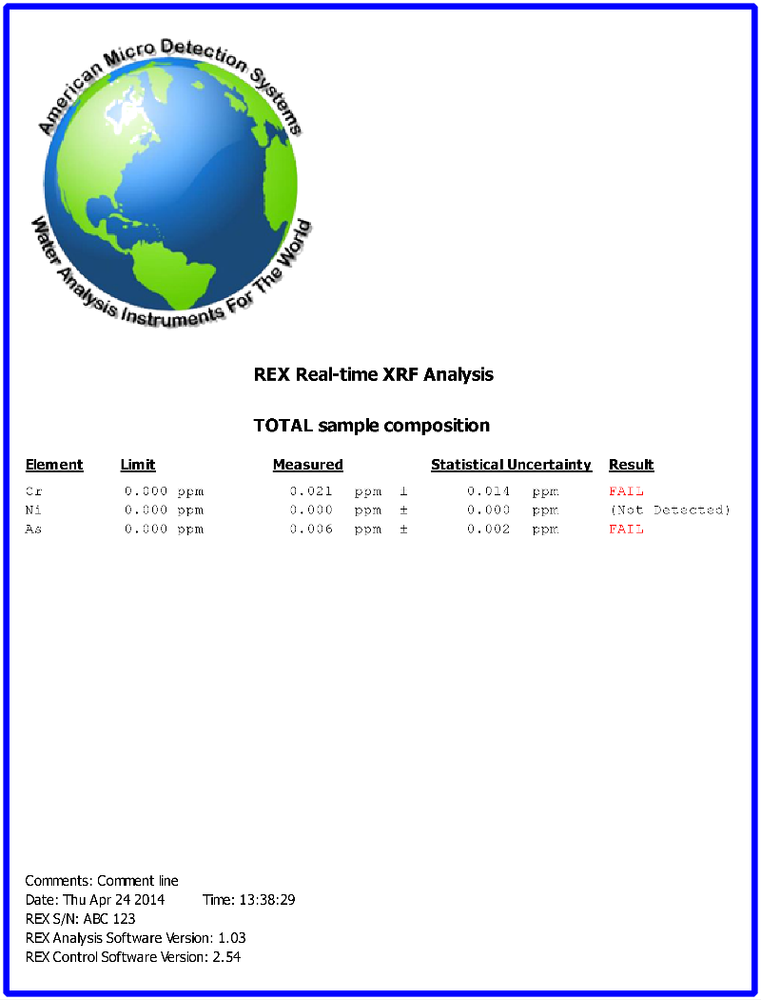 American Micro Detection Systems
Water Analysis Instruments For The World
REX Real-time XRF Analysis
TOTAL sample composition
Element Limit Measured Statistical Uncertainty Result
Cr 0.000 ppm 0.021 ppm ± 0.014 ppm FAIL
Ni 0.000 ppm 0.000 ppm ± 0.000 ppm (Not Detected)
As 0.000 ppm 0.006 ppm ± 0.002 ppm FAIL
Comments: Comment line
Date: Thu Apr 24 2014 Time: 13:38:29
REX S/N: ABC 123
REX Analysis Software Version: 1.03
REX Control Software Version: 2.54